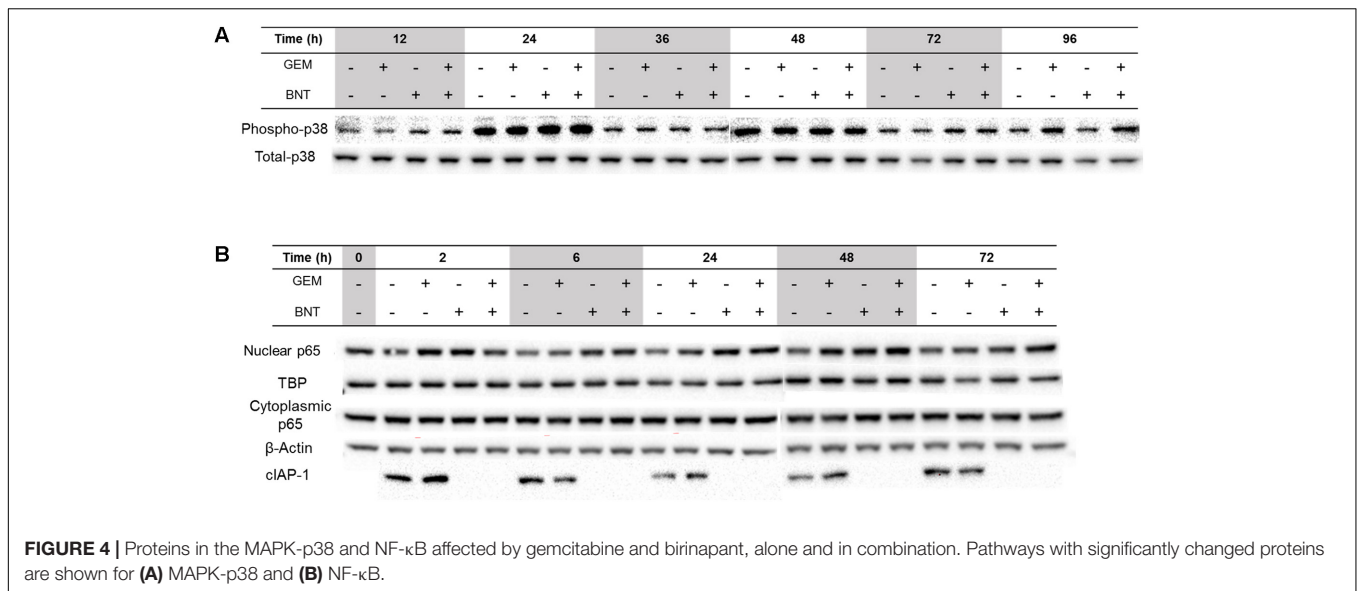 A
Time (h) 12 24 36 48 72 96
GEM - + - + - + - + - + - + - + - + - + - + - + - +
BNT - - + + - - + + - - + + - - + + - - + + - - + +
Phospho-p38
Total-p38
B
Time (h) 0 2 6 24 48 72
GEM - - + - + - + - + - + - + - + - + - + - +
BNT - - - + + - - + + - - + + - - + + - - + +
Nuclear p65
TBP
Cytoplasmic
p65
β-Actin
cIAP-1
FIGURE 4 | Proteins in the MAPK-p38 and NF-κB affected by gemcitabine and birinapant, alone and in combination. Pathways with significantly changed proteins
are shown for (A) MAPK-p38 and (B) NF-κB.